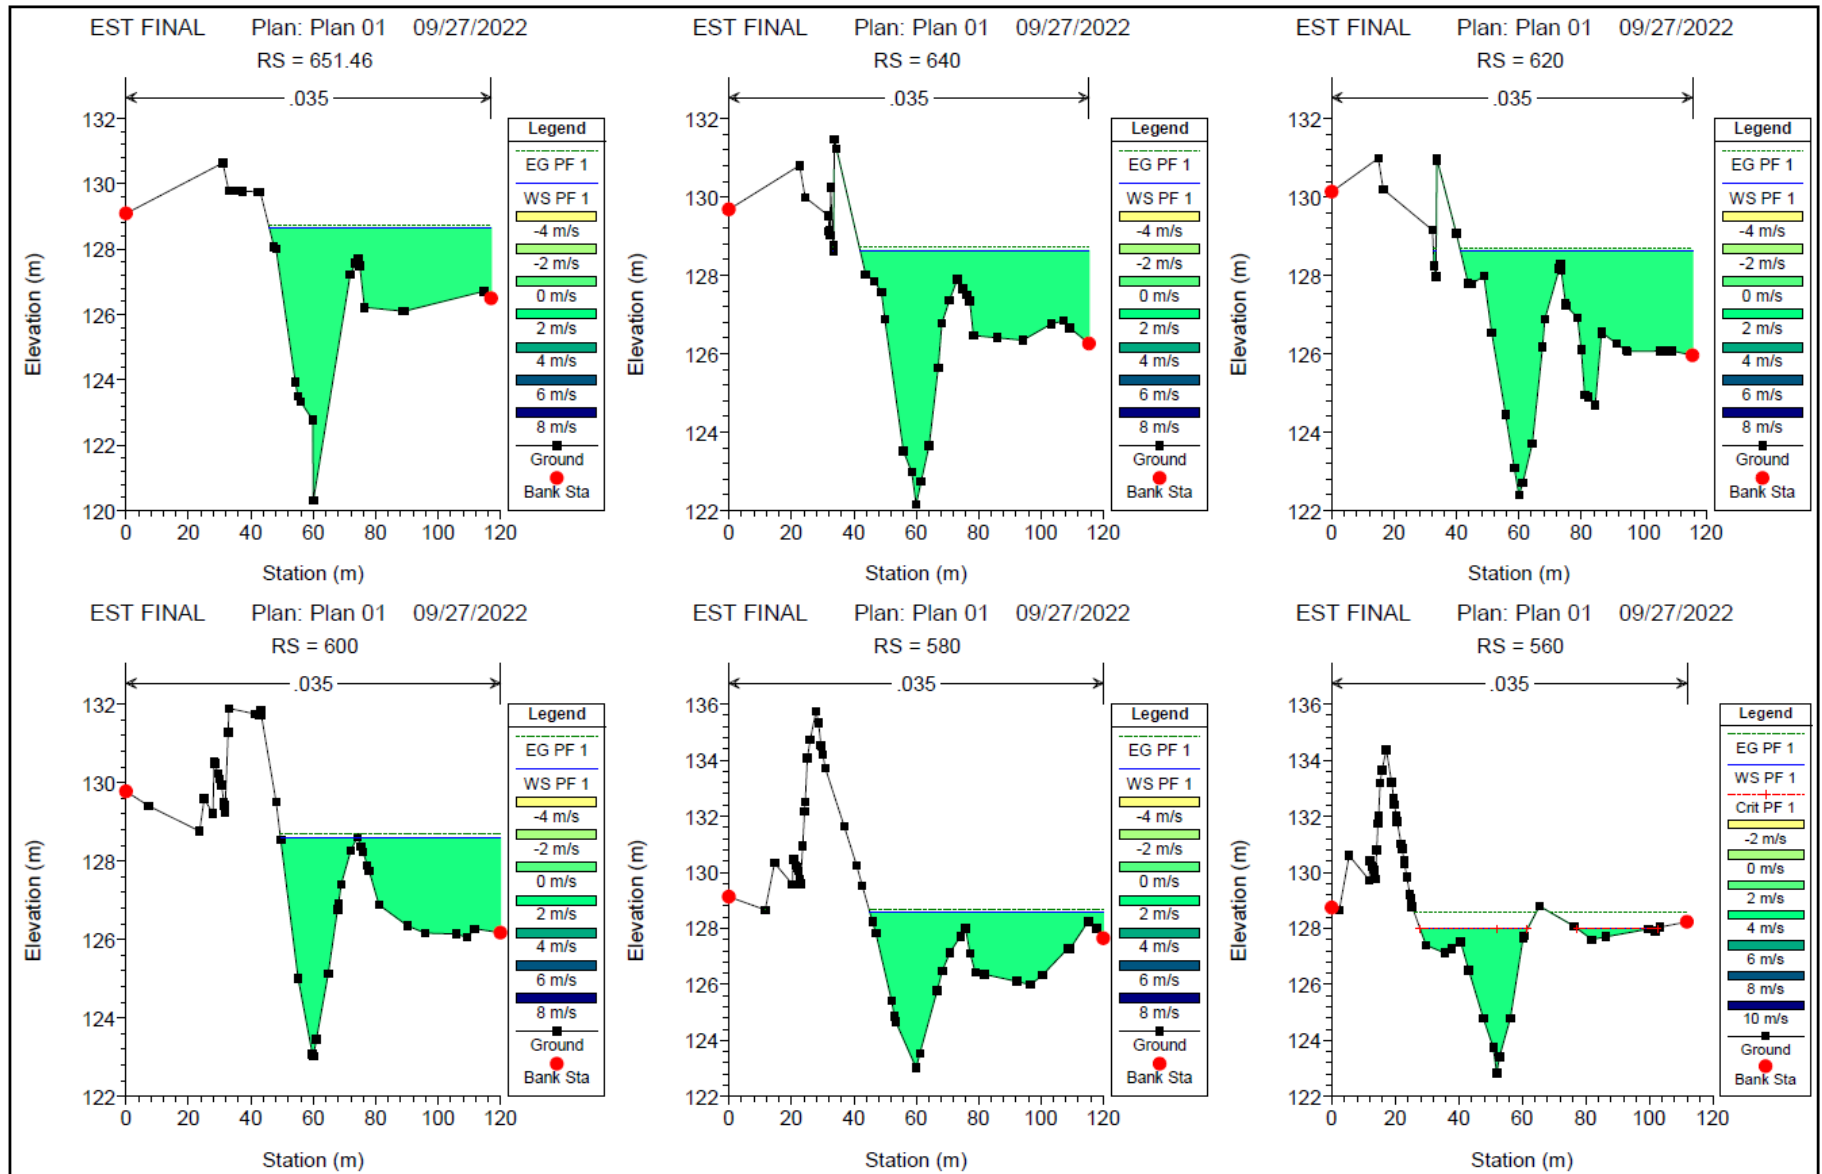 EST FINAL Plan: Plan 01 09/27/2022
RS = 651.46
.035
132
130
128
126
124
122
120
0 20 40 60 80 100 120
Elevation (m)
Station (m)
Legend
EG PF 1
WS PF 1
-4 m/s
-2 m/s
0 m/s
2 m/s
4 m/s
6 m/s
8 m/s
Ground
Bank Sta
EST FINAL Plan: Plan 01 09/27/2022
RS = 640
.035
132
130
128
126
124
122
0 20 40 60 80 100 120
Elevation (m)
Station (m)
Legend
EG PF 1
WS PF 1
-4 m/s
-2 m/s
0 m/s
2 m/s
4 m/s
6 m/s
8 m/s
Ground
Bank Sta
EST FINAL Plan: Plan 01 09/27/2022
RS = 620
.035
132
130
128
126
124
122
0 20 40 60 80 100 120
Elevation (m)
Station (m)
Legend
EG PF 1
WS PF 1
-4 m/s
-2 m/s
0 m/s
2 m/s
4 m/s
6 m/s
8 m/s
Ground
Bank Sta
EST FINAL Plan: Plan 01 09/27/2022
RS = 600
.035
132
130
128
126
124
122
0 20 40 60 80 100 120
Elevation (m)
Station (m)
Legend
EG PF 1
WS PF 1
-4 m/s
-2 m/s
0 m/s
2 m/s
4 m/s
6 m/s
8 m/s
Ground
Bank Sta
EST FINAL Plan: Plan 01 09/27/2022
RS = 580
.035
136
134
132
130
128
126
124
122
0 20 40 60 80 100 120
Elevation (m)
Station (m)
Legend
EG PF 1
WS PF 1
-4 m/s
-2 m/s
0 m/s
2 m/s
4 m/s
6 m/s
8 m/s
Ground
Bank Sta
EST FINAL Plan: Plan 01 09/27/2022
RS = 560
.035
136
134
132
130
128
126
124
122
0 20 40 60 80 100 120
Elevation (m)
Station (m)
Legend
EG PF 1
WS PF 1
Crit PF 1
-2 m/s
0 m/s
2 m/s
4 m/s
6 m/s
8 m/s
10 m/s
Ground
Bank Sta